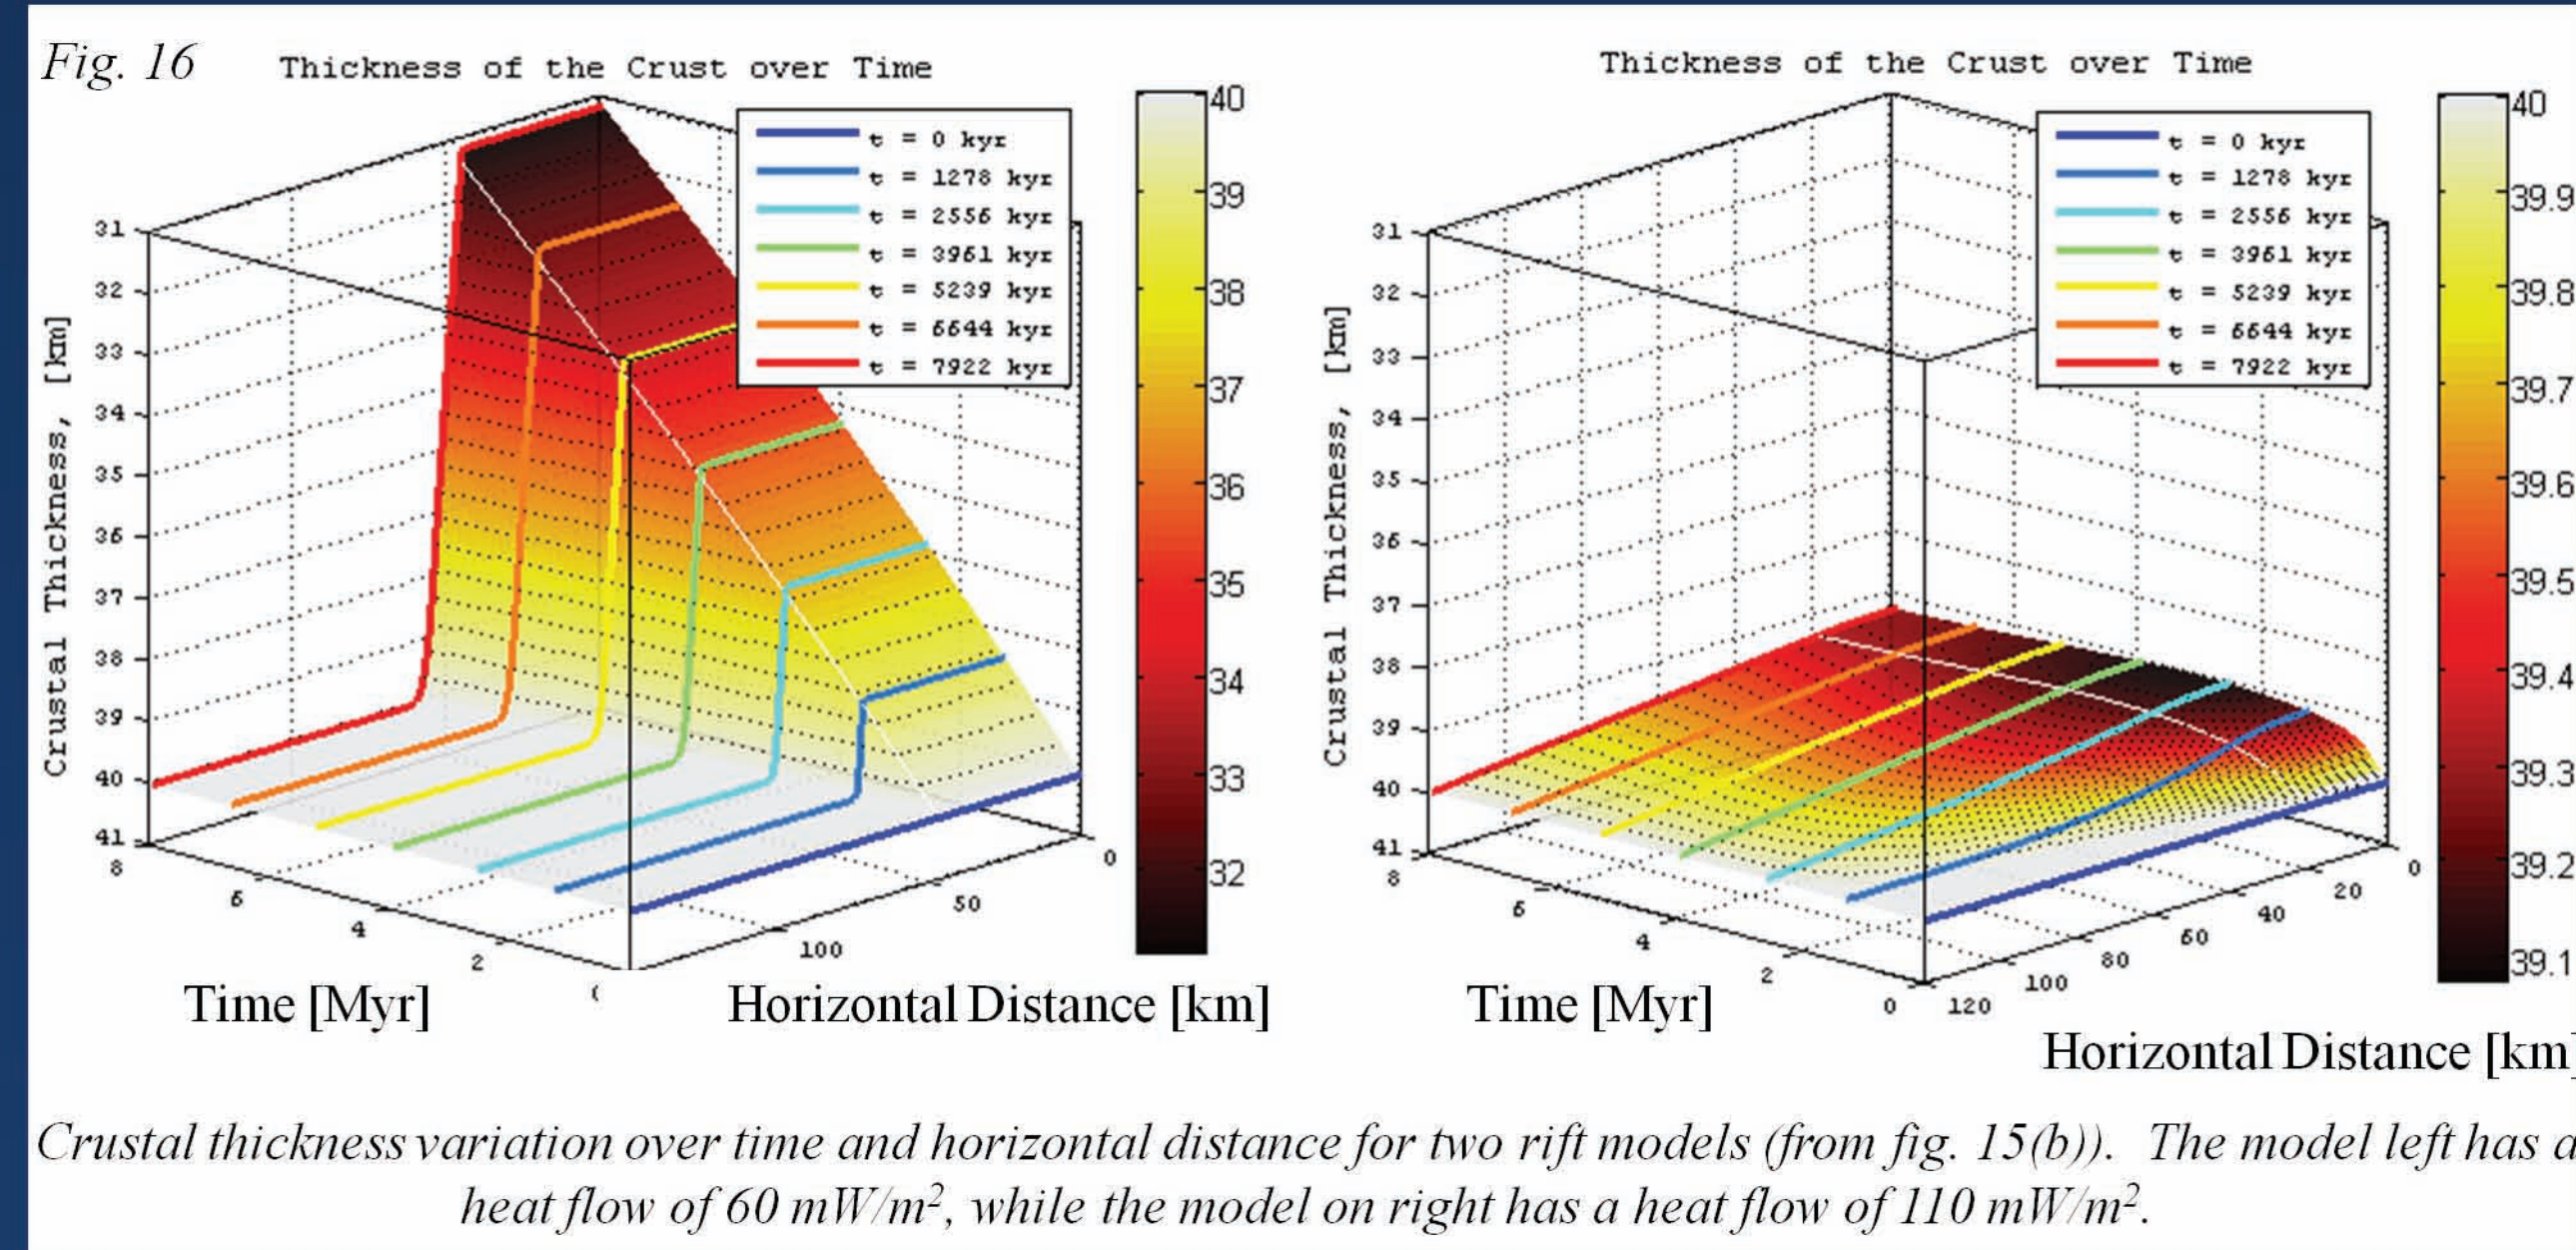 Fig. 16
Thickness of the Crust over Time
t = 0 kyr
t = 1278 kyr
t = 2556 kyr
t = 3961 kyr
t = 5239 kyr
t = 6644 kyr
t = 7922 kyr
Crustal Thickness, [km]
31
32
33
34
35
36
37
38
39
40
41
8
6
4
2
100
50
0
Time [Myr]
Horizontal Distance [km]
40
39
38
37
36
35
34
33
32
Thickness of the Crust over Time
t = 0 kyr
t = 1278 kyr
t = 2556 kyr
t = 3961 kyr
t = 5239 kyr
t = 6644 kyr
t = 7922 kyr
Crustal Thickness, [km]
31
32
33
34
35
36
37
38
39
40
41
8
6
4
2
0
120
100
80
60
40
20
0
Time [Myr]
Horizontal Distance [km]
40
39.9
39.8
39.7
39.6
39.5
39.4
39.3
39.2
39.1
Crustal thickness variation over time and horizontal distance for two rift models (from fig. 15(b)). The model left has a
heat flow of 60 mW/m², while the model on right has a heat flow of 110 mW/m².